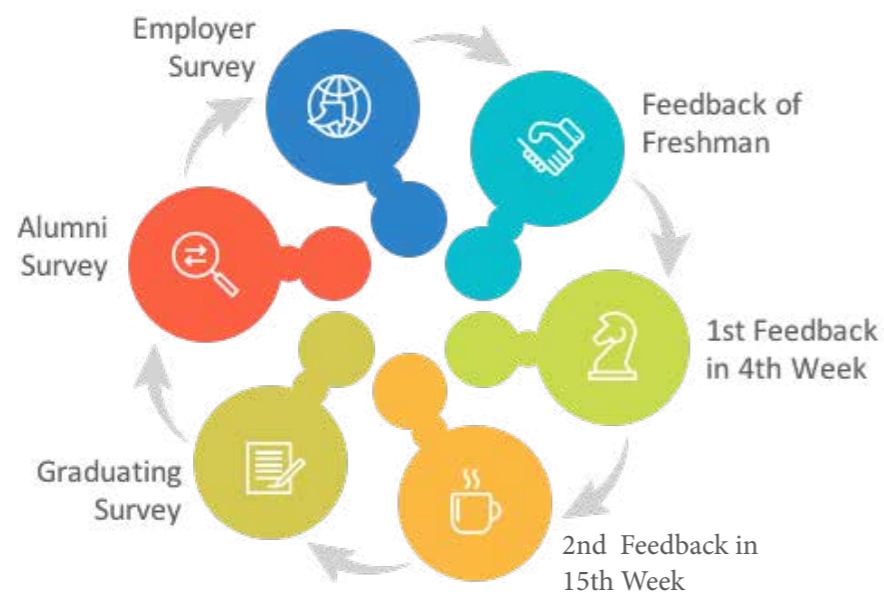 Employer
Survey
Feedback of
Freshman
1st Feedback
in 4th Week
2nd Feedback in
15th Week
Graduating
Survey
Alumni
Survey